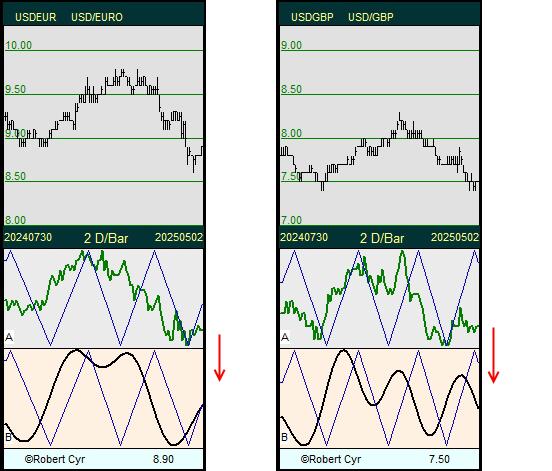 USDEUR USD/EURO
10.00
9.50
9.00
8.50
8.00
20240730 2 D/Bar 20250502
A
B
©Robert Cyr 8.90
USDGBP USD/GBP
9.00
8.50
8.00
7.50
7.00
20240730 2 D/Bar 20250502
A
B
©Robert Cyr 7.50